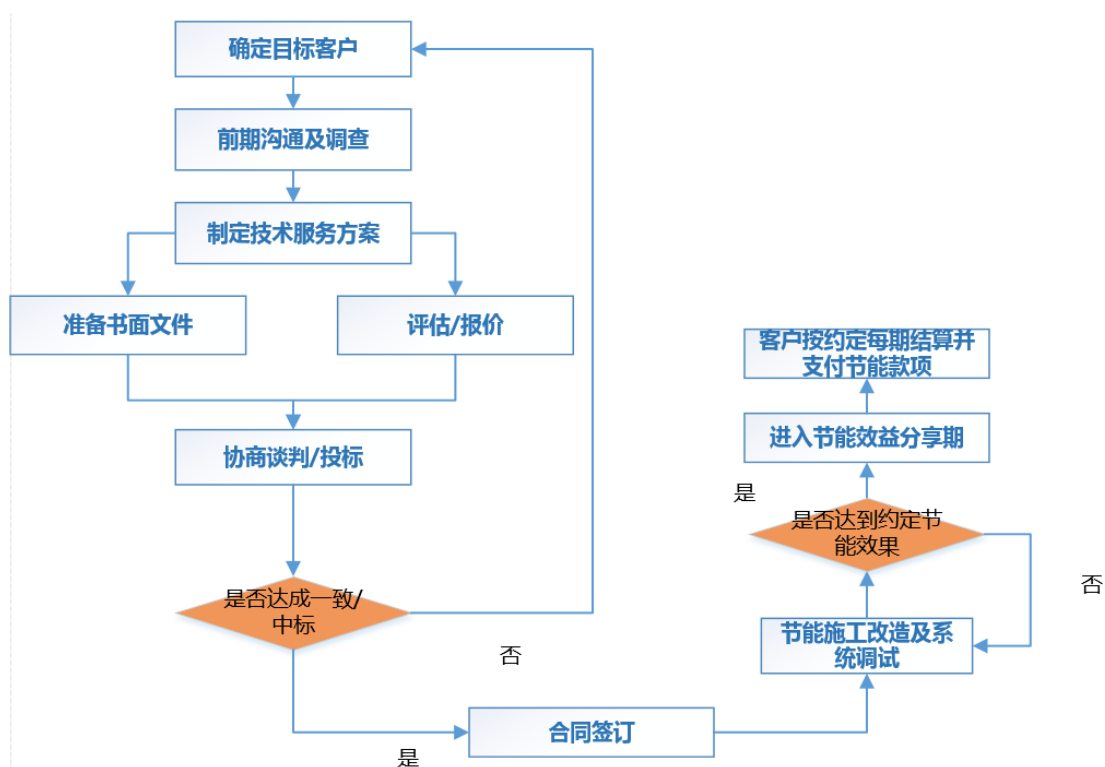 确定目标客户
前期沟通及调查
制定技术服务方案
准备书面文件
评估/报价
协商谈判/投标
是否达成一致/
中标
否
是
合同签订
节能施工改造及系
统调试
是否达到约定节
能效果
是
否
进入节能效益分享期
客户按约定每期结算并
支付节能款项